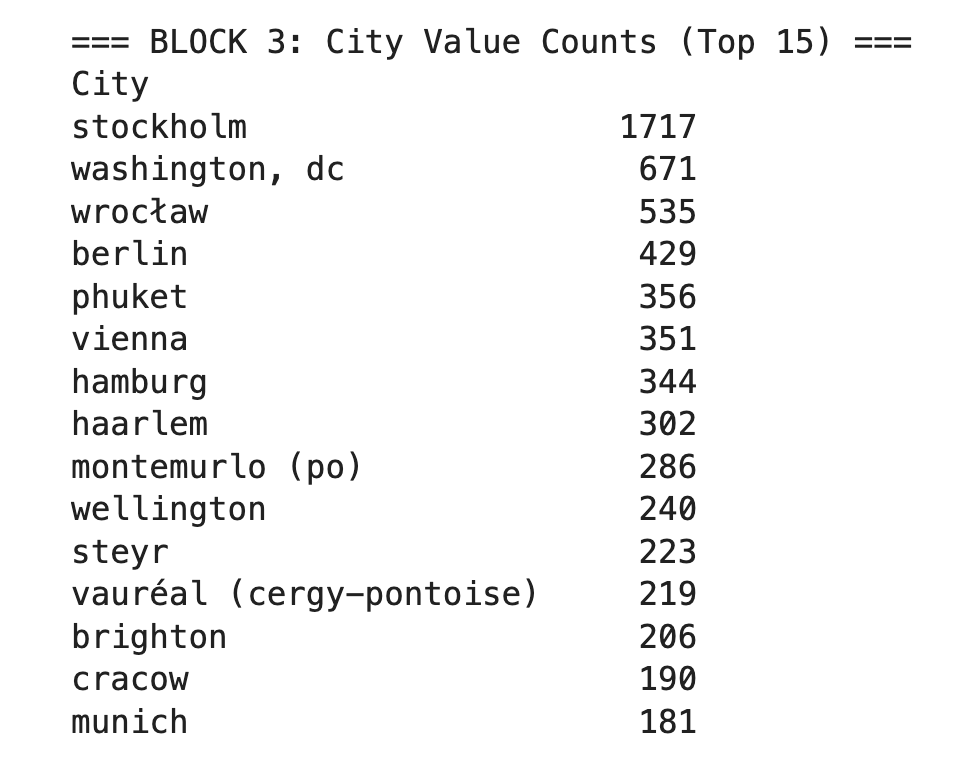 === BLOCK 3: City Value Counts (Top 15) ===
City
stockholm 1717
washington, dc 671
wrocław 535
berlin 429
phuket 356
vienna 351
hamburg 344
haarlem 302
montemurlo (po) 286
wellington 240
steyr 223
vauréal (cergy-pontoise) 219
brighton 206
cracow 190
munich 181